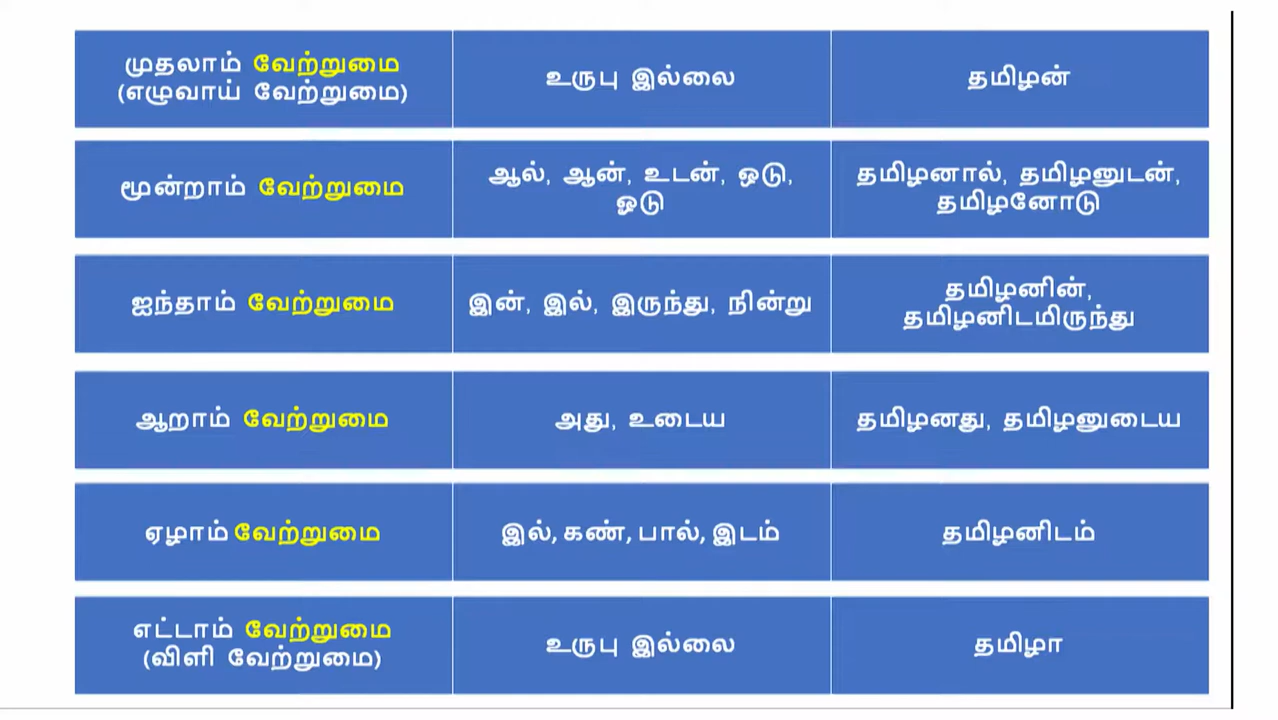 முதலாம் வேற்றுமை
(எழுவாய் வேற்றுமை)
உருபு இல்லை
தமிழன்
மூன்றாம் வேற்றுமை
ஆல், ஆன், உடன், ஒடு,
ஓடு
தமிழனால், தமிழனுடன்,
தமிழனோடு
ஐந்தாம் வேற்றுமை
இன், இல், இருந்து, நின்று
தமிழனின்,
தமிழனிடமிருந்து
ஆறாம் வேற்றுமை
அது, உடைய
தமிழனது, தமிழனுடைய
ஏழாம் வேற்றுமை
இல், கண், பால், இடம்
தமிழனிடம்
எட்டாம் வேற்றுமை
(விளி வேற்றுமை)
உருபு இல்லை
தமிழா